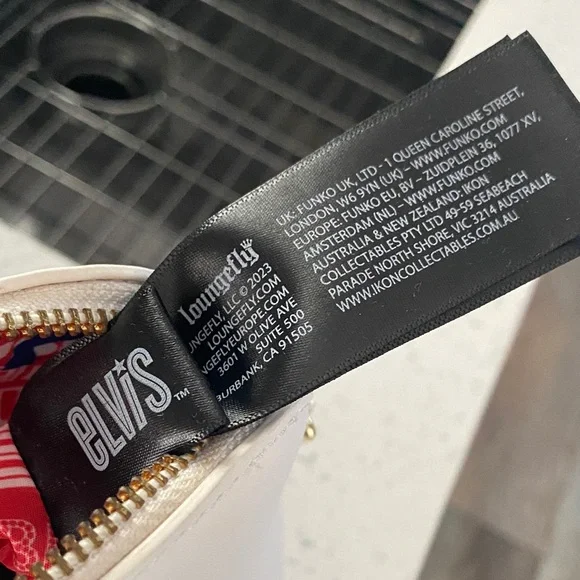 elvis™
loungefly
LOUNGEFLY, LLC © 2023
LOUNGEFLY.COM
LOUNGEFLYEUROPE.COM
3601 W OLIVE AVE
SUITE 500
BURBANK, CA 91505
UK: FUNKO UK, LTD - 1 QUEEN CAROLINE STREET,
LONDON, W6 9YN (UK) - WWW.FUNKO.COM
EUROPE: FUNKO EU BV - ZUIDPLEIN 36, 1077 XV,
AMSTERDAM (NL) - WWW.FUNKO.COM
AUSTRALIA & NEW ZEALAND: IKON
COLLECTABLES PTY LTD 49-59 SEABEACH
PARADE NORTH SHORE, VIC 3214 AUSTRALIA
WWW.IKONCOLLECTABLES.COM.AU